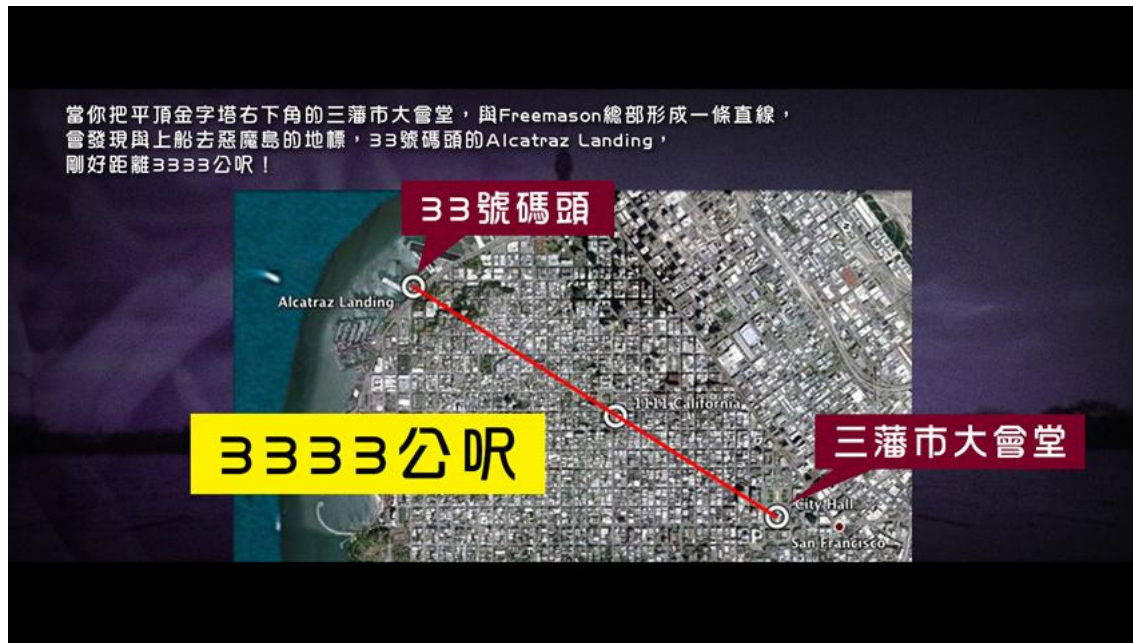 當你把平頂金字塔右下角的三藩市大會堂，與Freemason總部形成一條直線，
會發現與上船去惡魔島的地標，33號碼頭的Alcatraz Landing，
剛好距離3333公呎！
33號碼頭
Alcatraz Landing
1111 California
3333公呎
三藩市大會堂
City Hall
San Francisco